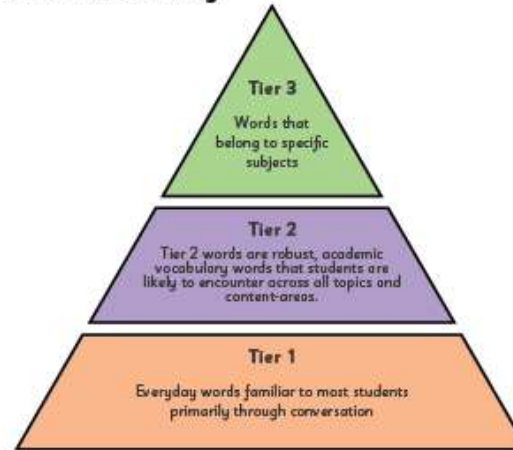 Tier 3
Words that
belong to specific
subjects
Tier 2
Tier 2 words are robust, academic
vocabulary words that students are
likely to encounter across all topics and
content-areas.
Tier 1
Everyday words familiar to most students
primarily through conversation